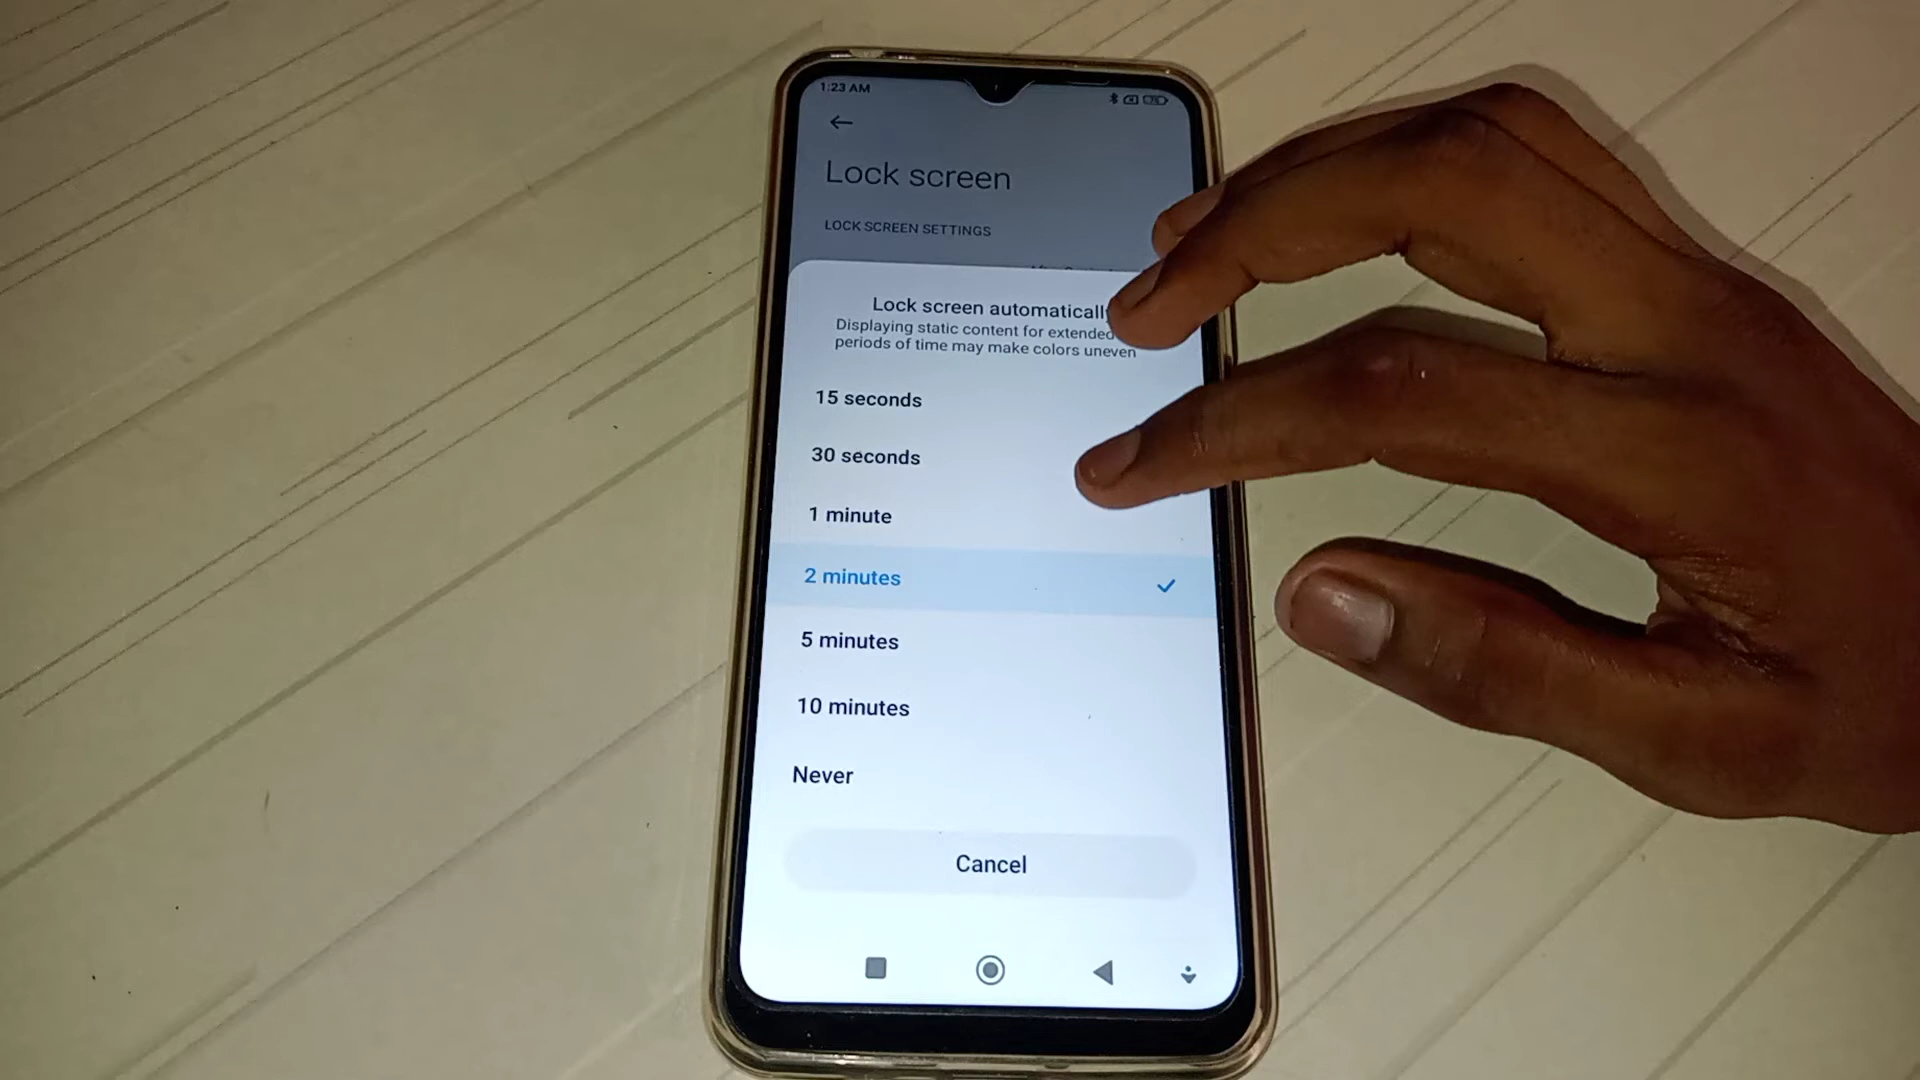 1:23 AM
Lock screen
LOCK SCREEN SETTINGS
Lock screen automatically
Displaying static content for extended
periods of time may make colors uneven
15 seconds
30 seconds
1 minute
2 minutes
5 minutes
10 minutes
Never
Cancel